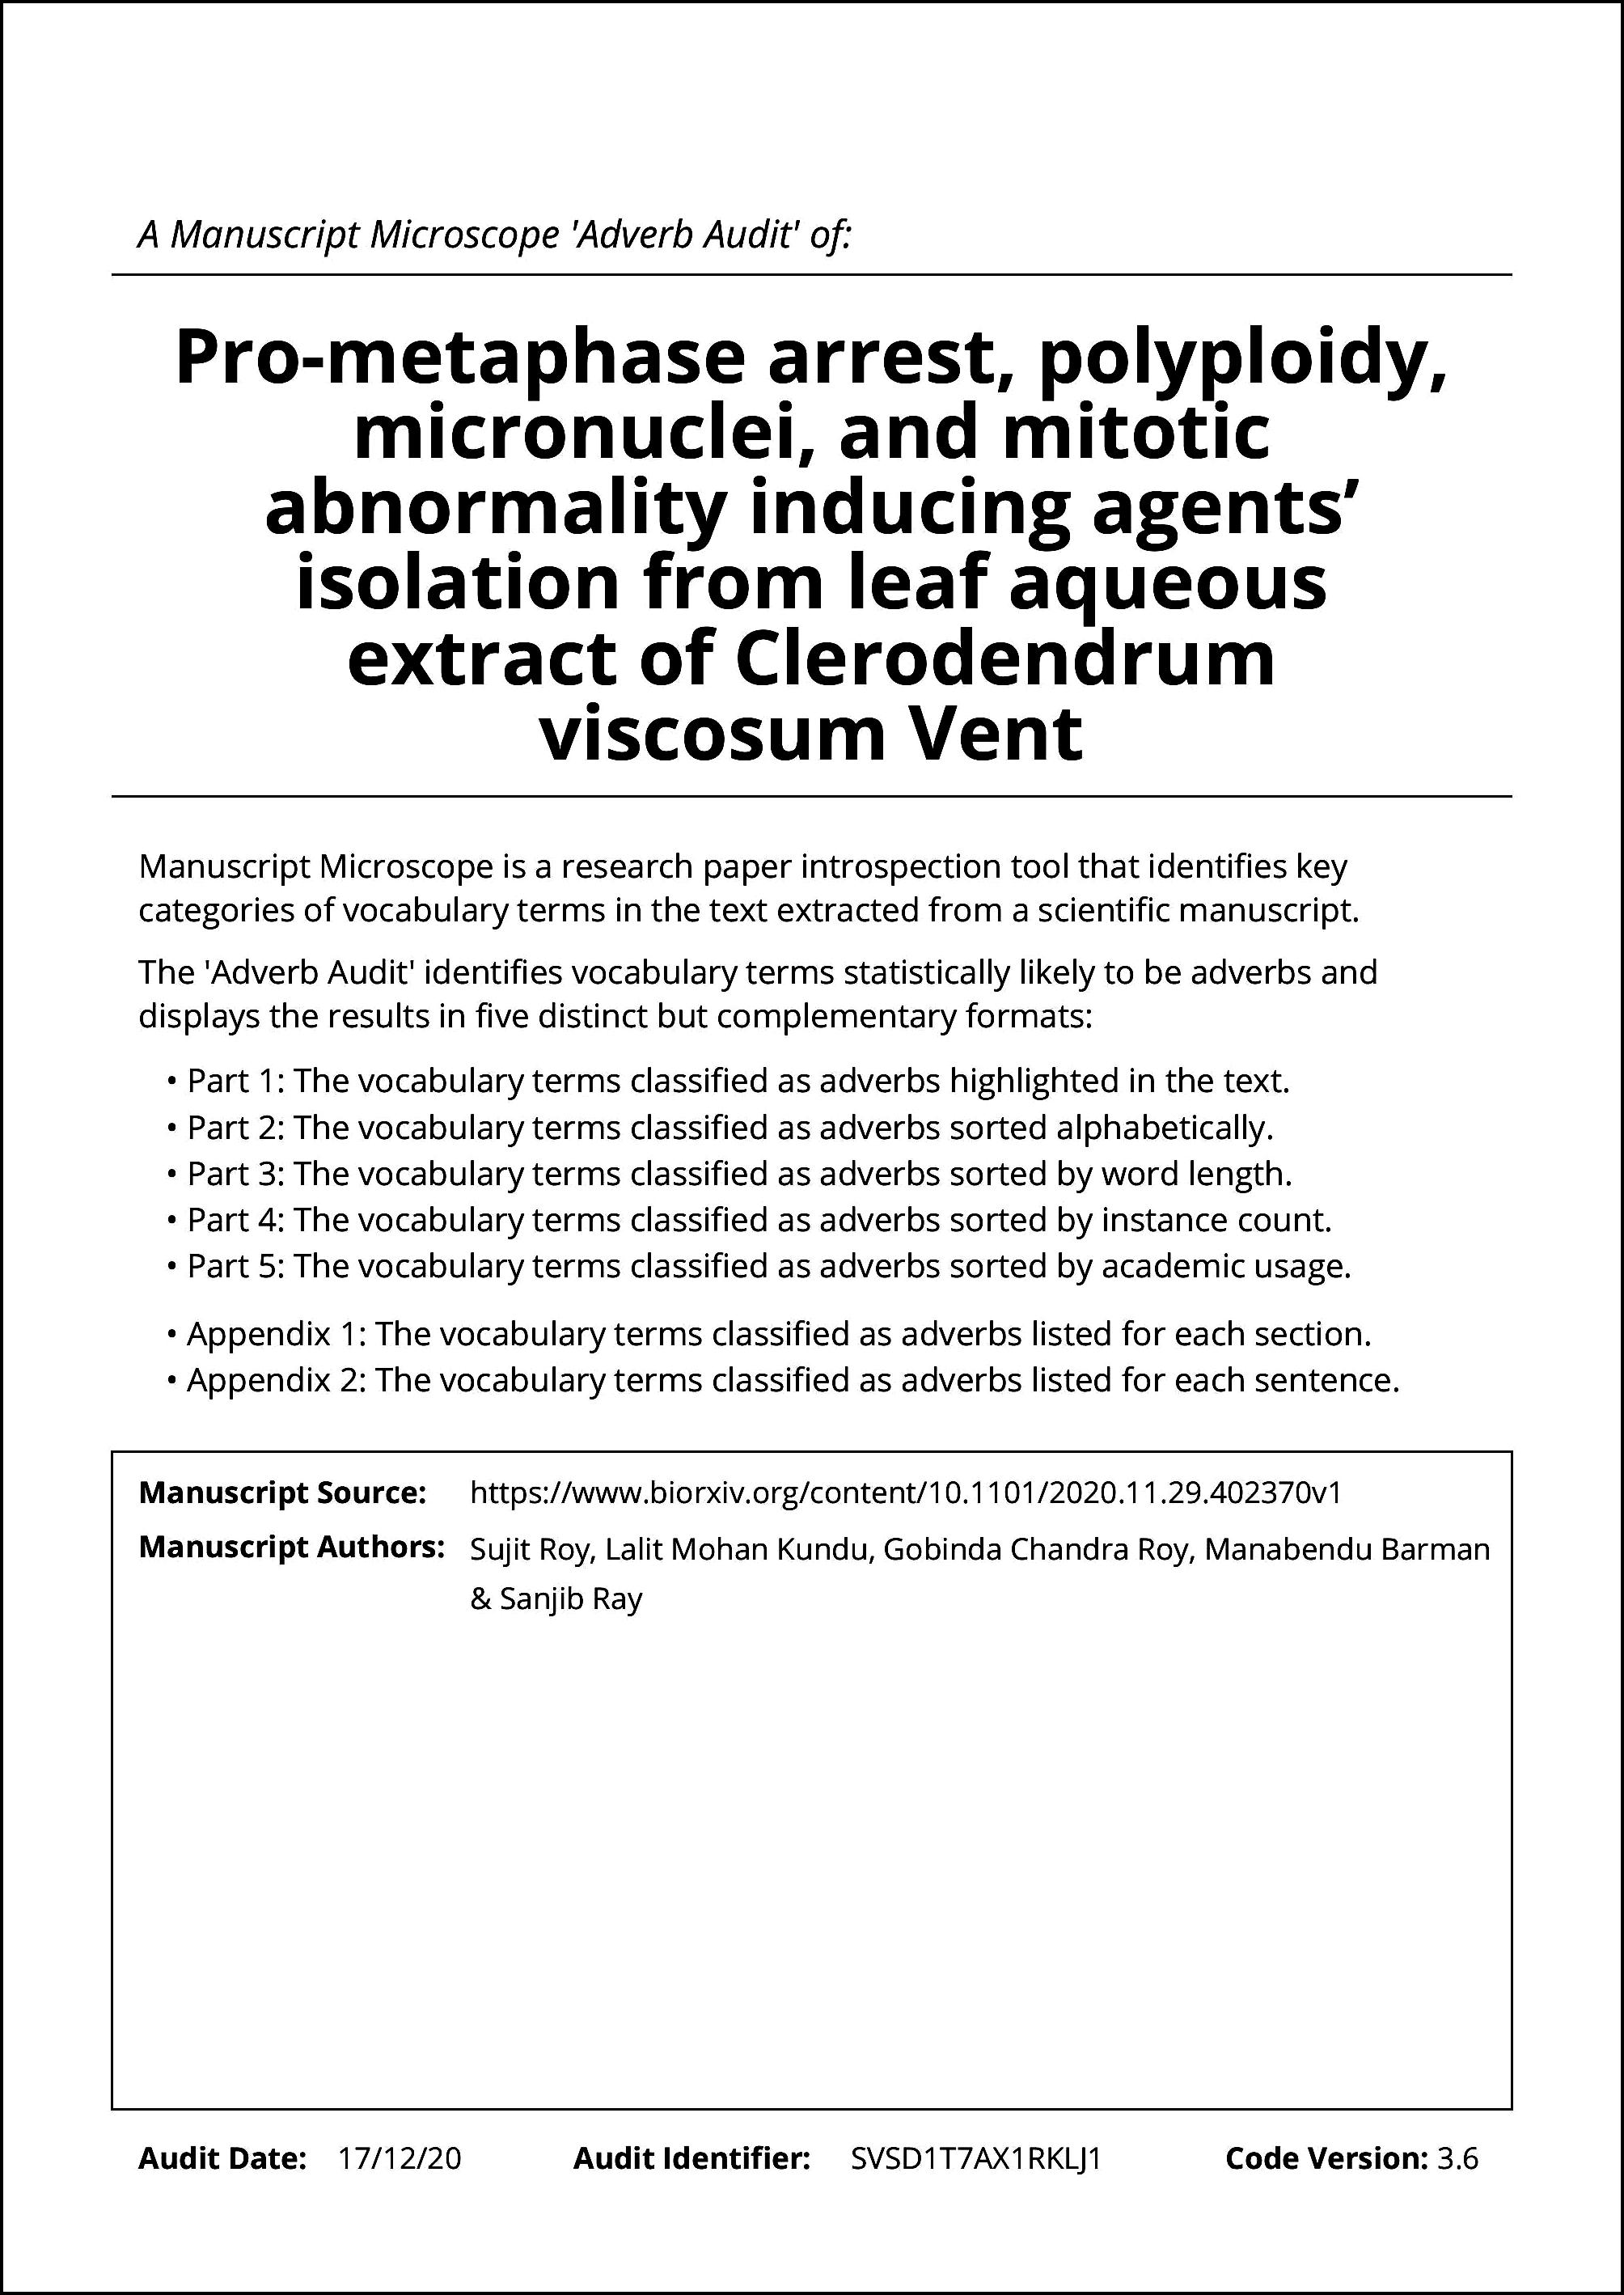 A Manuscript Microscope 'Adverb Audit' of:
Pro-metaphase arrest, polyploidy,
micronuclei, and mitotic
abnormality inducing agents’
isolation from leaf aqueous
extract of Clerodendrum
viscosum Vent
Manuscript Microscope is a research paper introspection tool that identifies key
categories of vocabulary terms in the text extracted from a scientific manuscript.
The 'Adverb Audit' identifies vocabulary terms statistically likely to be adverbs and
displays the results in five distinct but complementary formats:
• Part 1: The vocabulary terms classified as adverbs highlighted in the text.
• Part 2: The vocabulary terms classified as adverbs sorted alphabetically.
• Part 3: The vocabulary terms classified as adverbs sorted by word length.
• Part 4: The vocabulary terms classified as adverbs sorted by instance count.
• Part 5: The vocabulary terms classified as adverbs sorted by academic usage.
• Appendix 1: The vocabulary terms classified as adverbs listed for each section.
• Appendix 2: The vocabulary terms classified as adverbs listed for each sentence.
Manuscript Source: https://www.biorxiv.org/content/10.1101/2020.11.29.402370v1
Manuscript Authors: Sujit Roy, Lalit Mohan Kundu, Gobinda Chandra Roy, Manabendu Barman
& Sanjib Ray
Audit Date: 17/12/20 Audit Identifier: SVSD1T7AX1RKLJ1 Code Version: 3.6